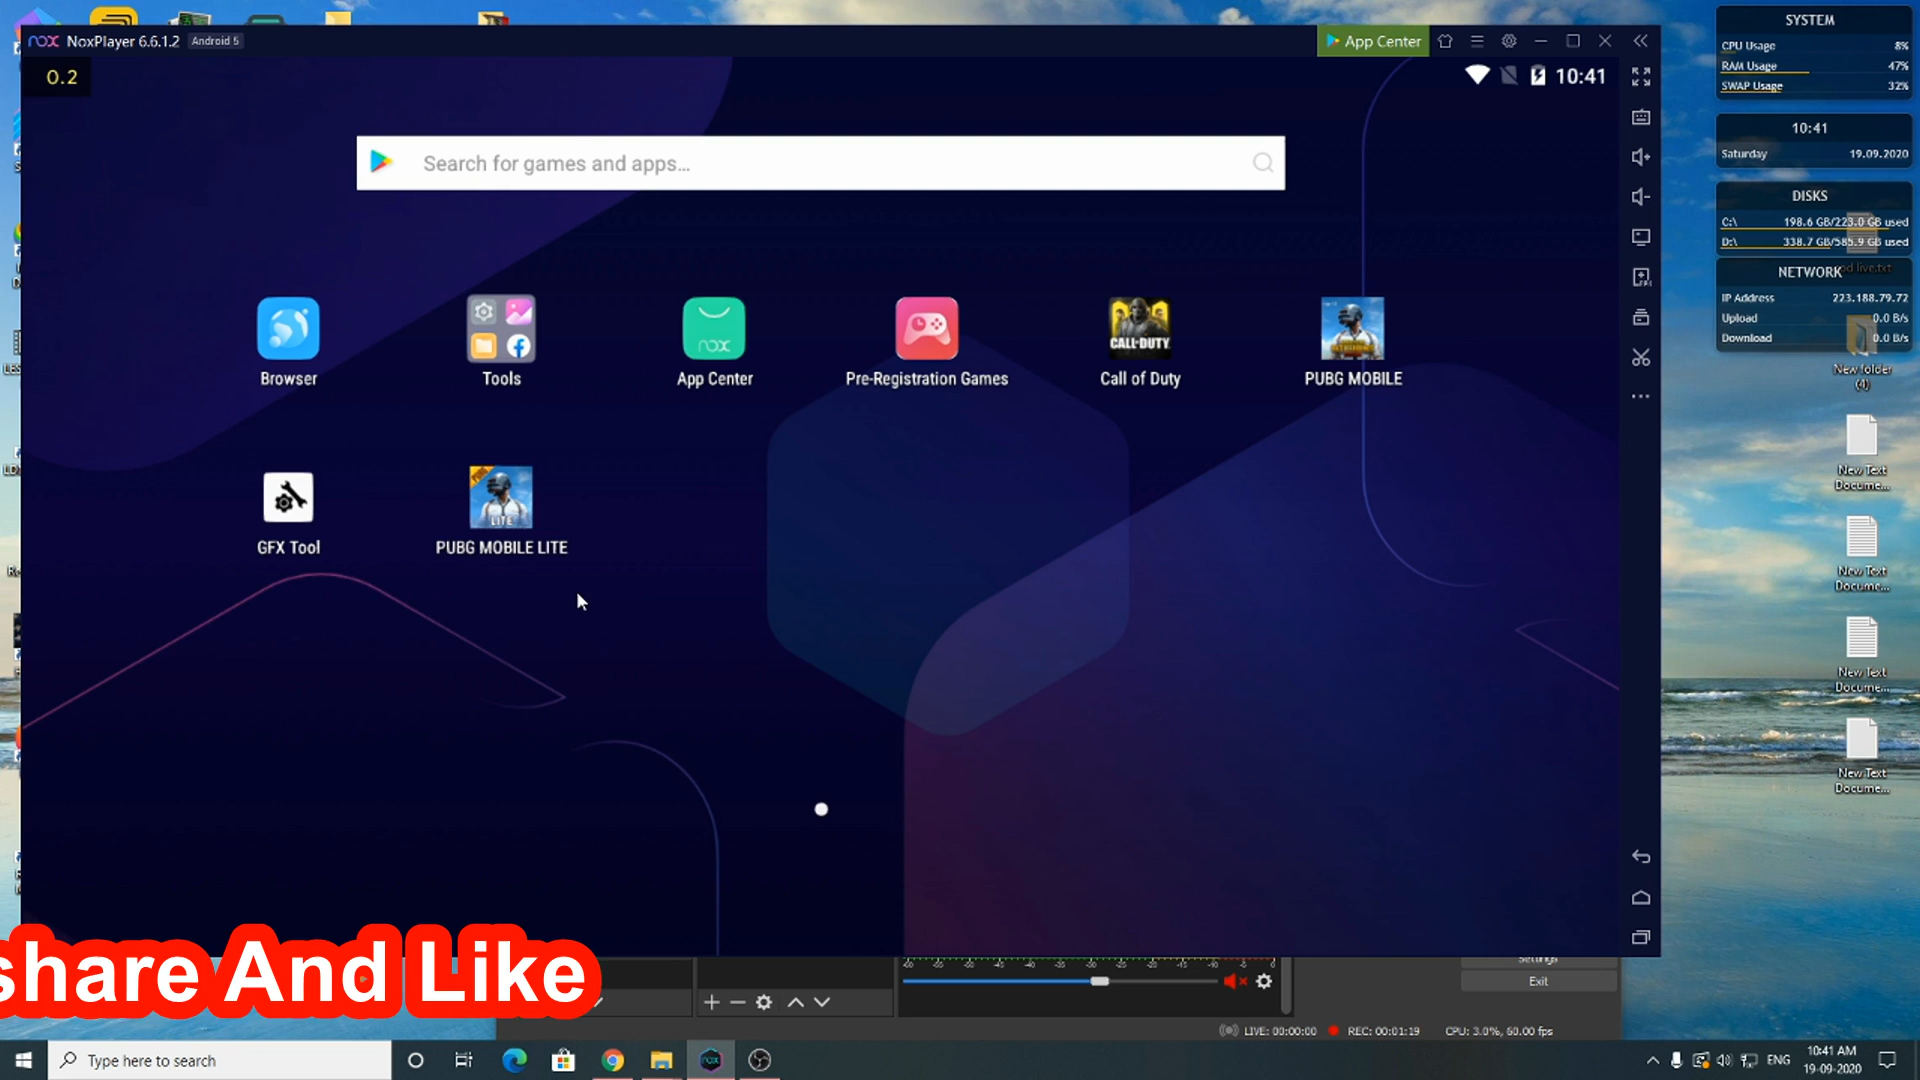 nox NoxPlayer 6.6.1.2 Android 5
App Center
0.2
10:41
Search for games and apps...
Browser
Tools
nox
App Center
Pre-Registration Games
CALL·DUTY
Call of Duty
PUBG MOBILE
GFX Tool
LITE
PUBG MOBILE LITE
SYSTEM
CPU Usage 8%
RAM Usage 47%
SWAP Usage 32%
10:41
Saturday 19.09.2020
DISKS
C:\ 198.6 GB/223.0 GB used
D:\ 338.7 GB/585.9 GB used
NETWORK
IP Address 223.188.79.72
Upload 0.0 B/s
Download 0.0 B/s
New folder
(4)
New Text
Docume...
New Text
Docume...
New Text
Docume...
New Text
Docume...
share And Like
Settings
Exit
LIVE: 00:00:00 REC: 00:01:19 CPU: 3.0%, 60.00 fps
Type here to search
ENG
10:41 AM
19-09-2020